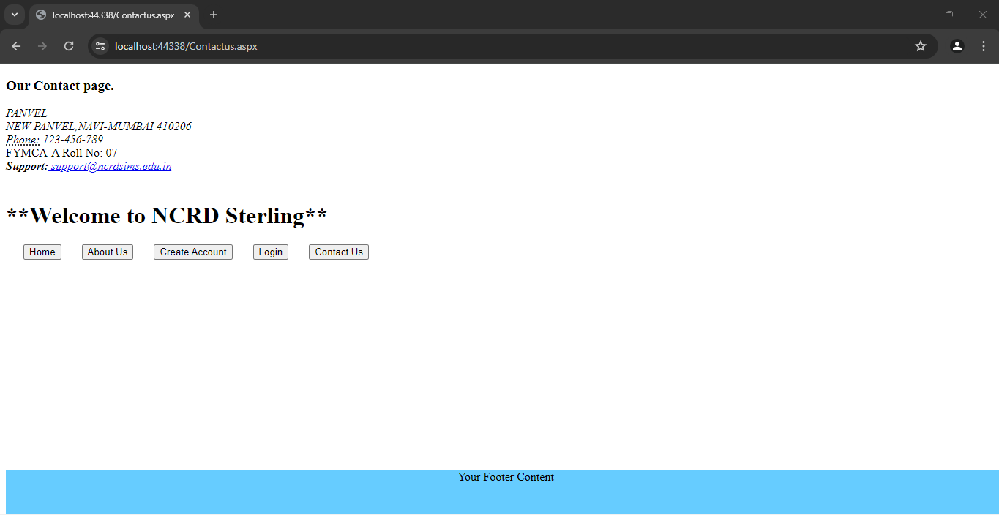 localhost:44338/Contactus.aspx
localhost:44338/Contactus.aspx
Our Contact page.
PANVEL
NEW PANVEL,NAVI-MUMBAI 410206
Phone: 123-456-789
FYMCA-A Roll No: 07
Support: support@ncrdsims.edu.in
**Welcome to NCRD Sterling**
Home About Us Create Account Login Contact Us
Your Footer Content